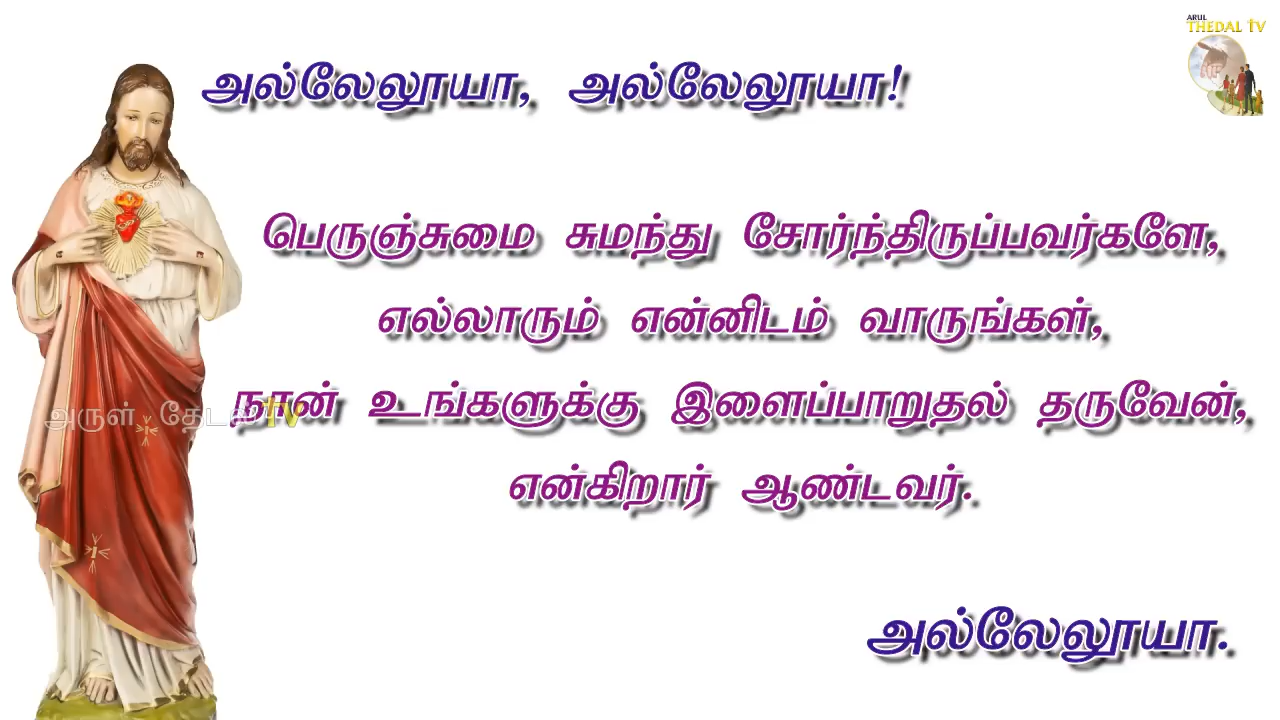 ARUL
THEDAL TV
அல்லேலூயா, அல்லேலூயா!
பெருஞ்சுமை சுமந்து சோர்ந்திருப்பவர்களே,
எல்லாரும் என்னிடம் வாருங்கள்,
நான் உங்களுக்கு இளைப்பாறுதல் தருவேன்,
என்கிறார் ஆண்டவர்.
அருள் தேடல் TV
அல்லேலூயா.